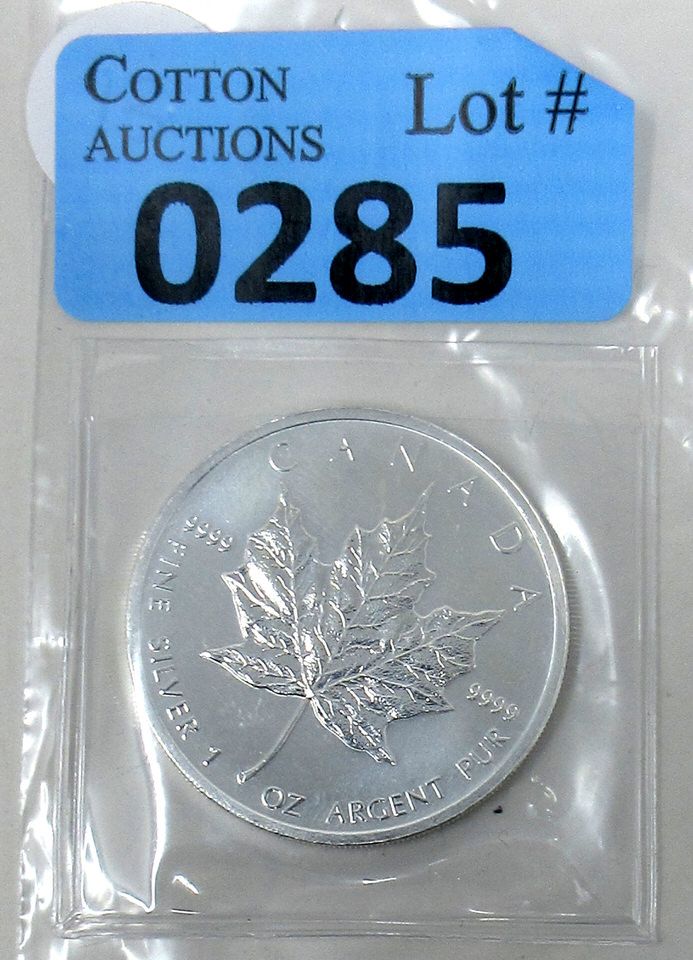 COTTON
AUCTIONS
Lot #
0285
CANADA
9999
9999
FINE SILVER 1 OZ ARGENT PUR